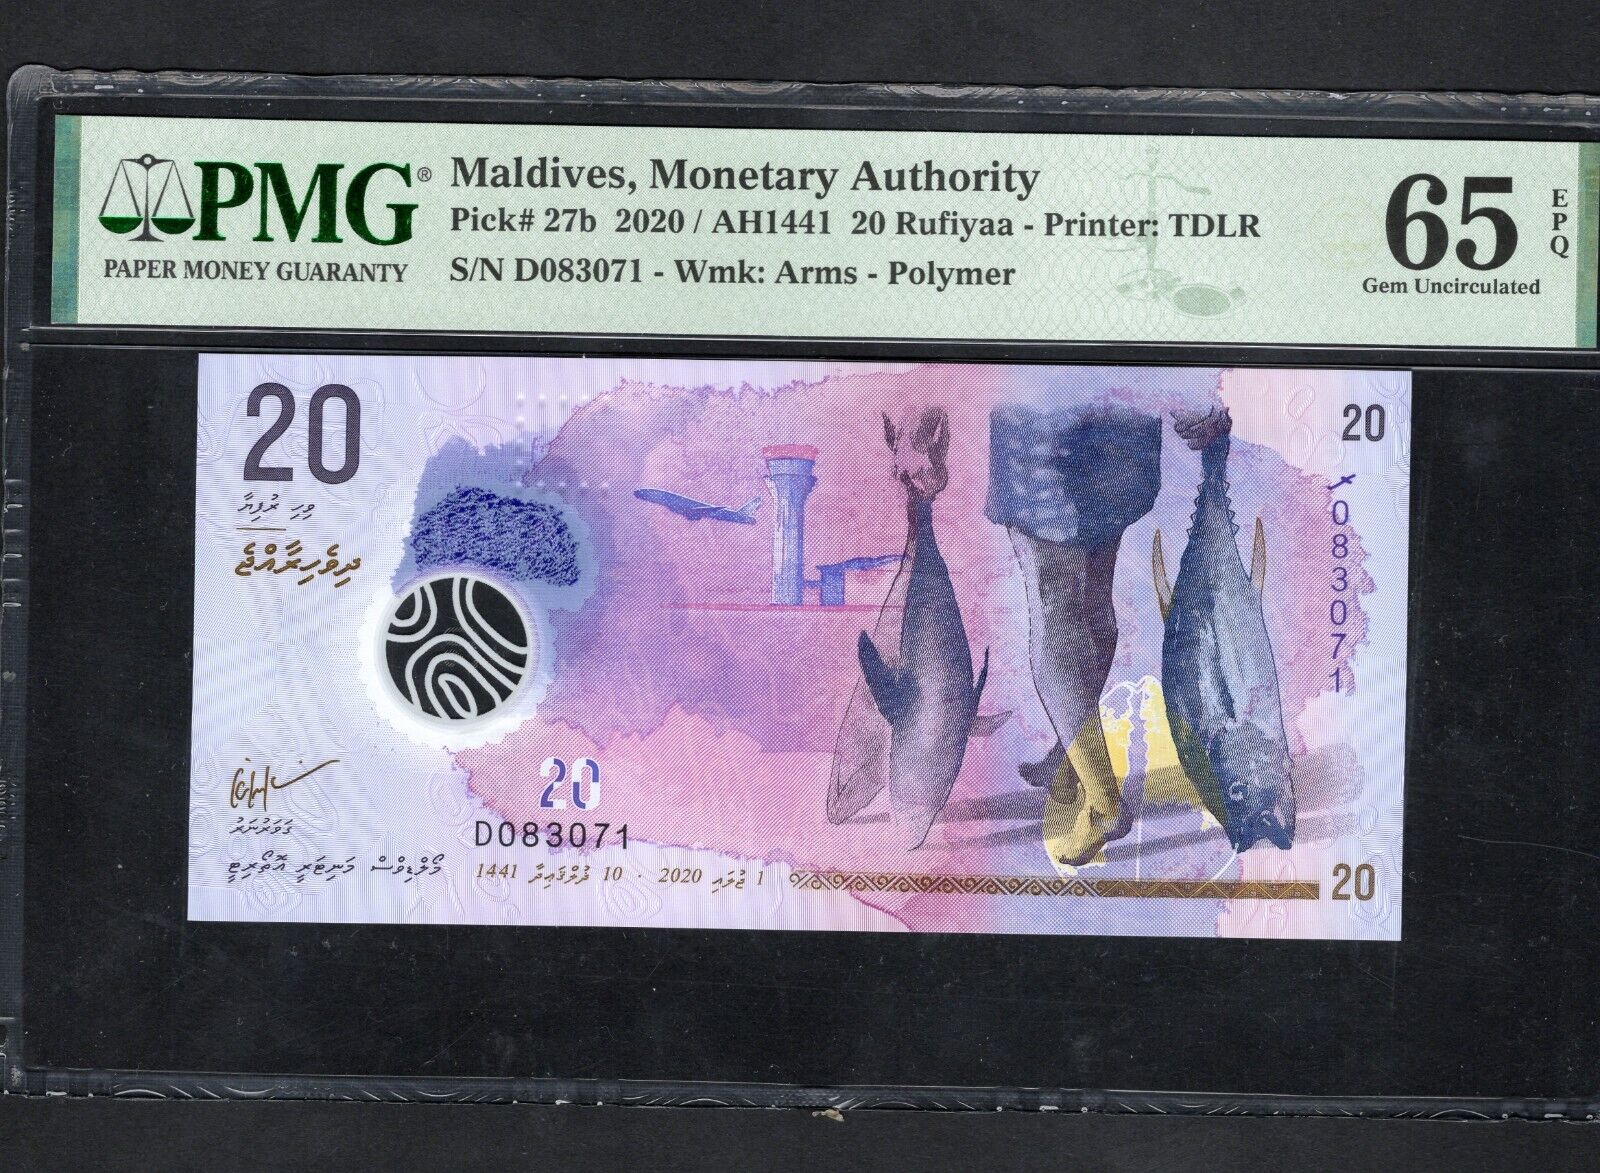 PMG®
PAPER MONEY GUARANTY
Maldives, Monetary Authority
Pick# 27b 2020 / AH1441 20 Rufiyaa - Printer: TDLR
S/N D083071 - Wmk: Arms - Polymer
65
EPQ
Gem Uncirculated
20
ވިހި ރުފިޔާ
ދިވެހިރާއްޖެ
20
083071
20
D083071
ގަވަރުނަރު
މޯލްޑިވްސް މަނިޓަރީ އޮތޯރިޓީ
1 ޖުލައި 2020 · 10 ޛުލްޤައިދާ 1441
20